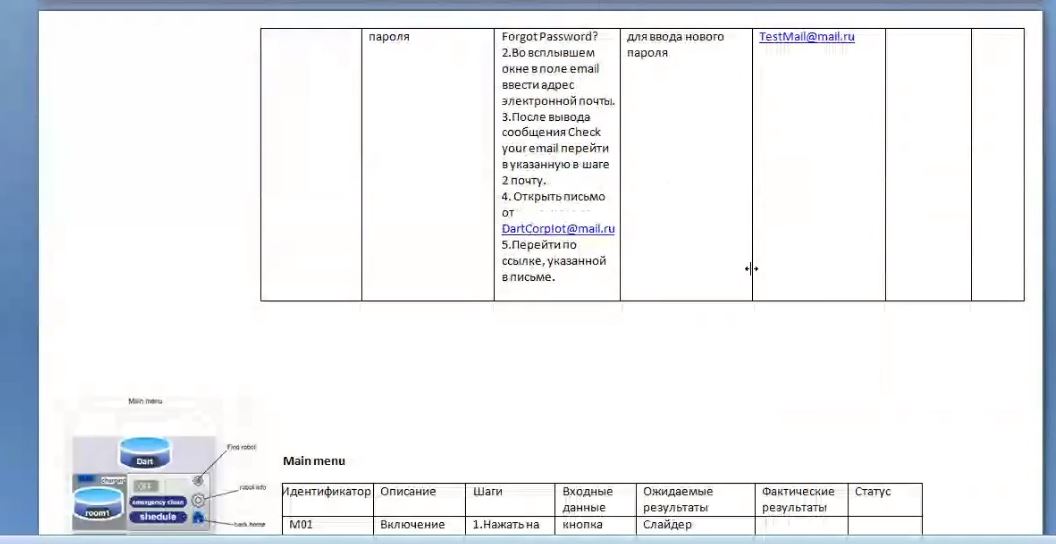 пароля
Forgot Password?
2.Во всплывшем
окне в поле email
ввести адрес
электронной почты.
3.После вывода
сообщения Check
your email перейти
в указанную в шаге
2 почту.
4. Открыть письмо
от
DartCorplot@mail.ru
5.Перейти по
ссылке, указанной
в письме.
для ввода нового
пароля
TestMail@mail.ru
Main menu
Dart
Find robot
charger
OFF
robot info
room1
emergency clean
shedule
back home
Main menu
Идентификатор Описание Шаги Входные данные Ожидаемые результаты Фактические результаты Статус
M01 Включение 1.Нажать на кнопка Слайдер